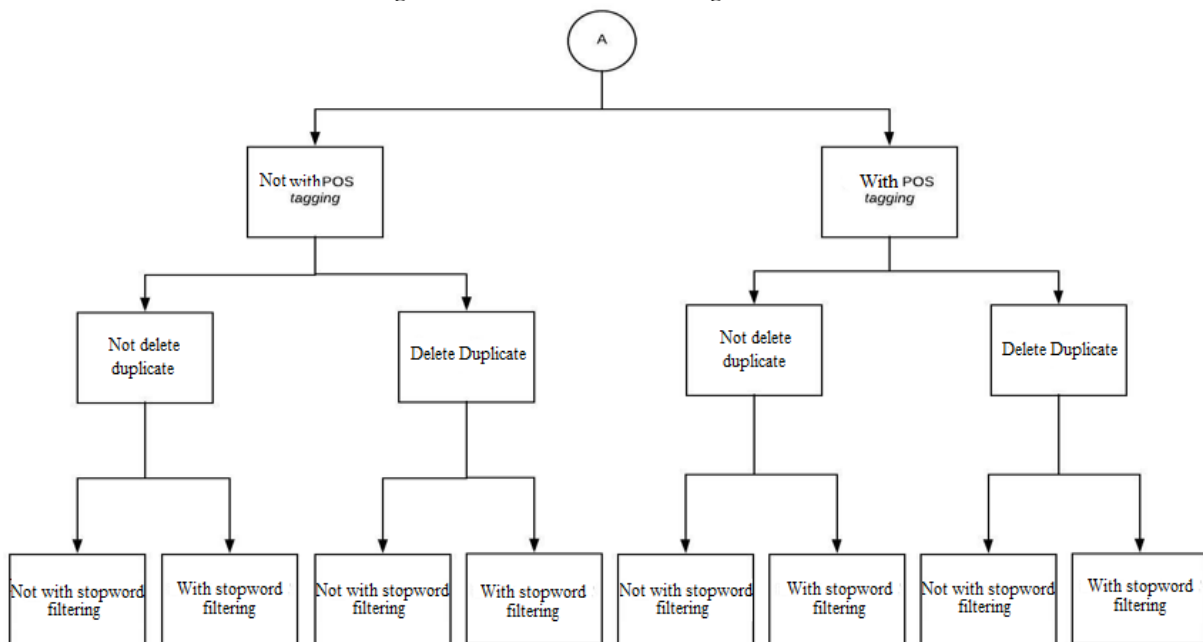 A
Not with POS
tagging
With POS
tagging
Not delete
duplicate
Delete Duplicate
Not delete
duplicate
Delete Duplicate
Not with stopword
filtering
With stopword
filtering
Not with stopword
filtering
With stopword
filtering
Not with stopword
filtering
With stopword
filtering
Not with stopword
filtering
With stopword
filtering